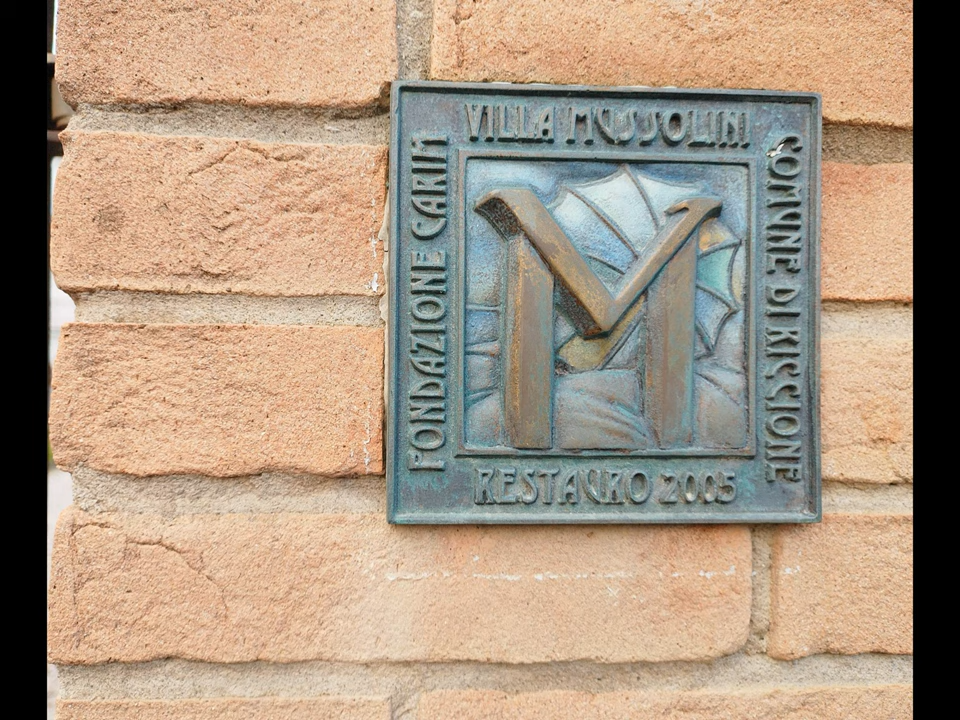 VILLA MUSSOLINI
FONDAZIONE CARIM
M
COMUNE DI RICCIONE
RESTAURO 2005